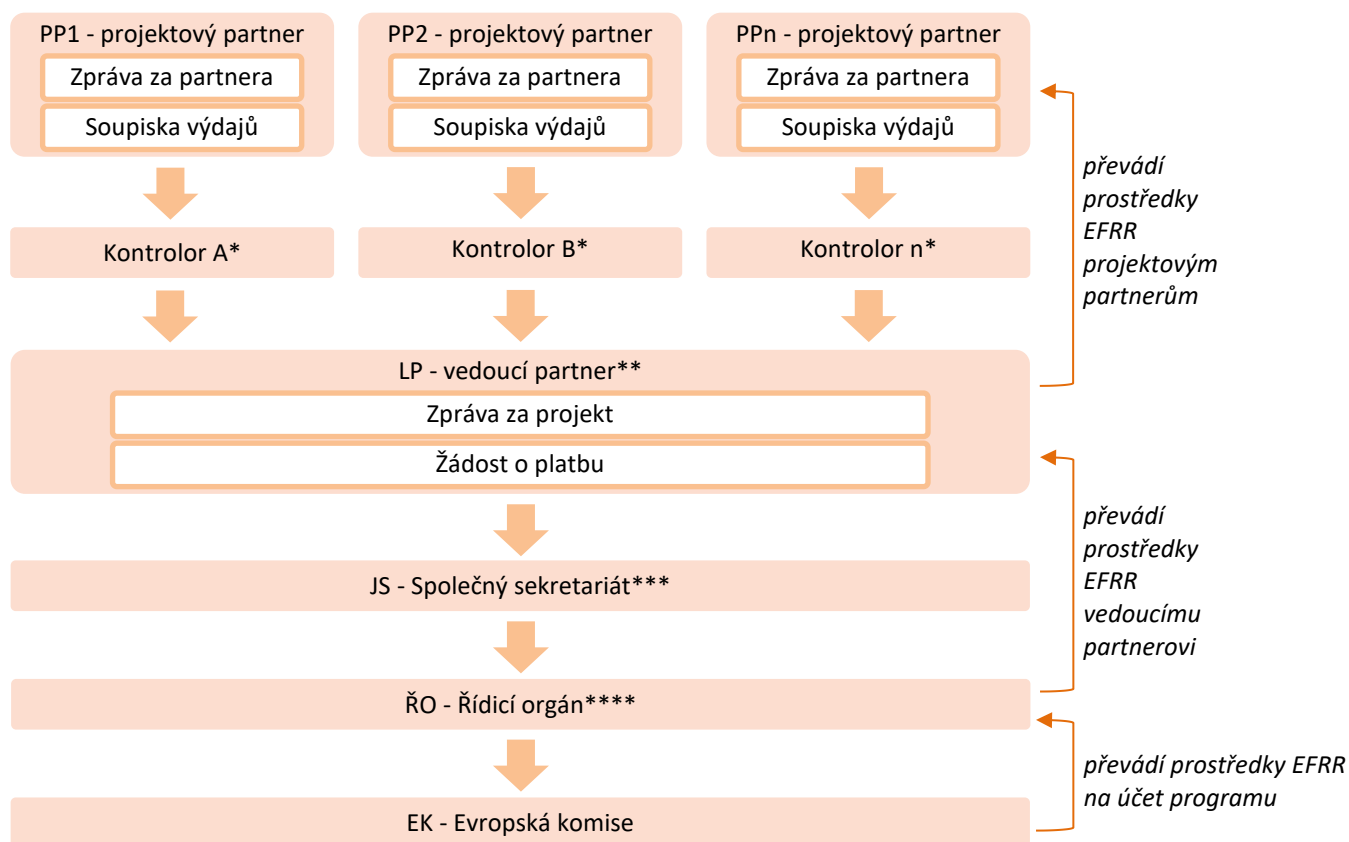 PP1 - projektový partner
Zpráva za partnera
Soupiska výdajů
PP2 - projektový partner
Zpráva za partnera
Soupiska výdajů
PPn - projektový partner
Zpráva za partnera
Soupiska výdajů
převádí
prostředky
EFRR
projektovým
partnerům
Kontrolor A*
Kontrolor B*
Kontrolor n*
LP - vedoucí partner**
Zpráva za projekt
Žádost o platbu
převádí
prostředky
EFRR
vedoucímu
partnerovi
JS - Společný sekretariát***
ŘO - Řídicí orgán****
převádí prostředky EFRR
na účet programu
EK - Evropská komise